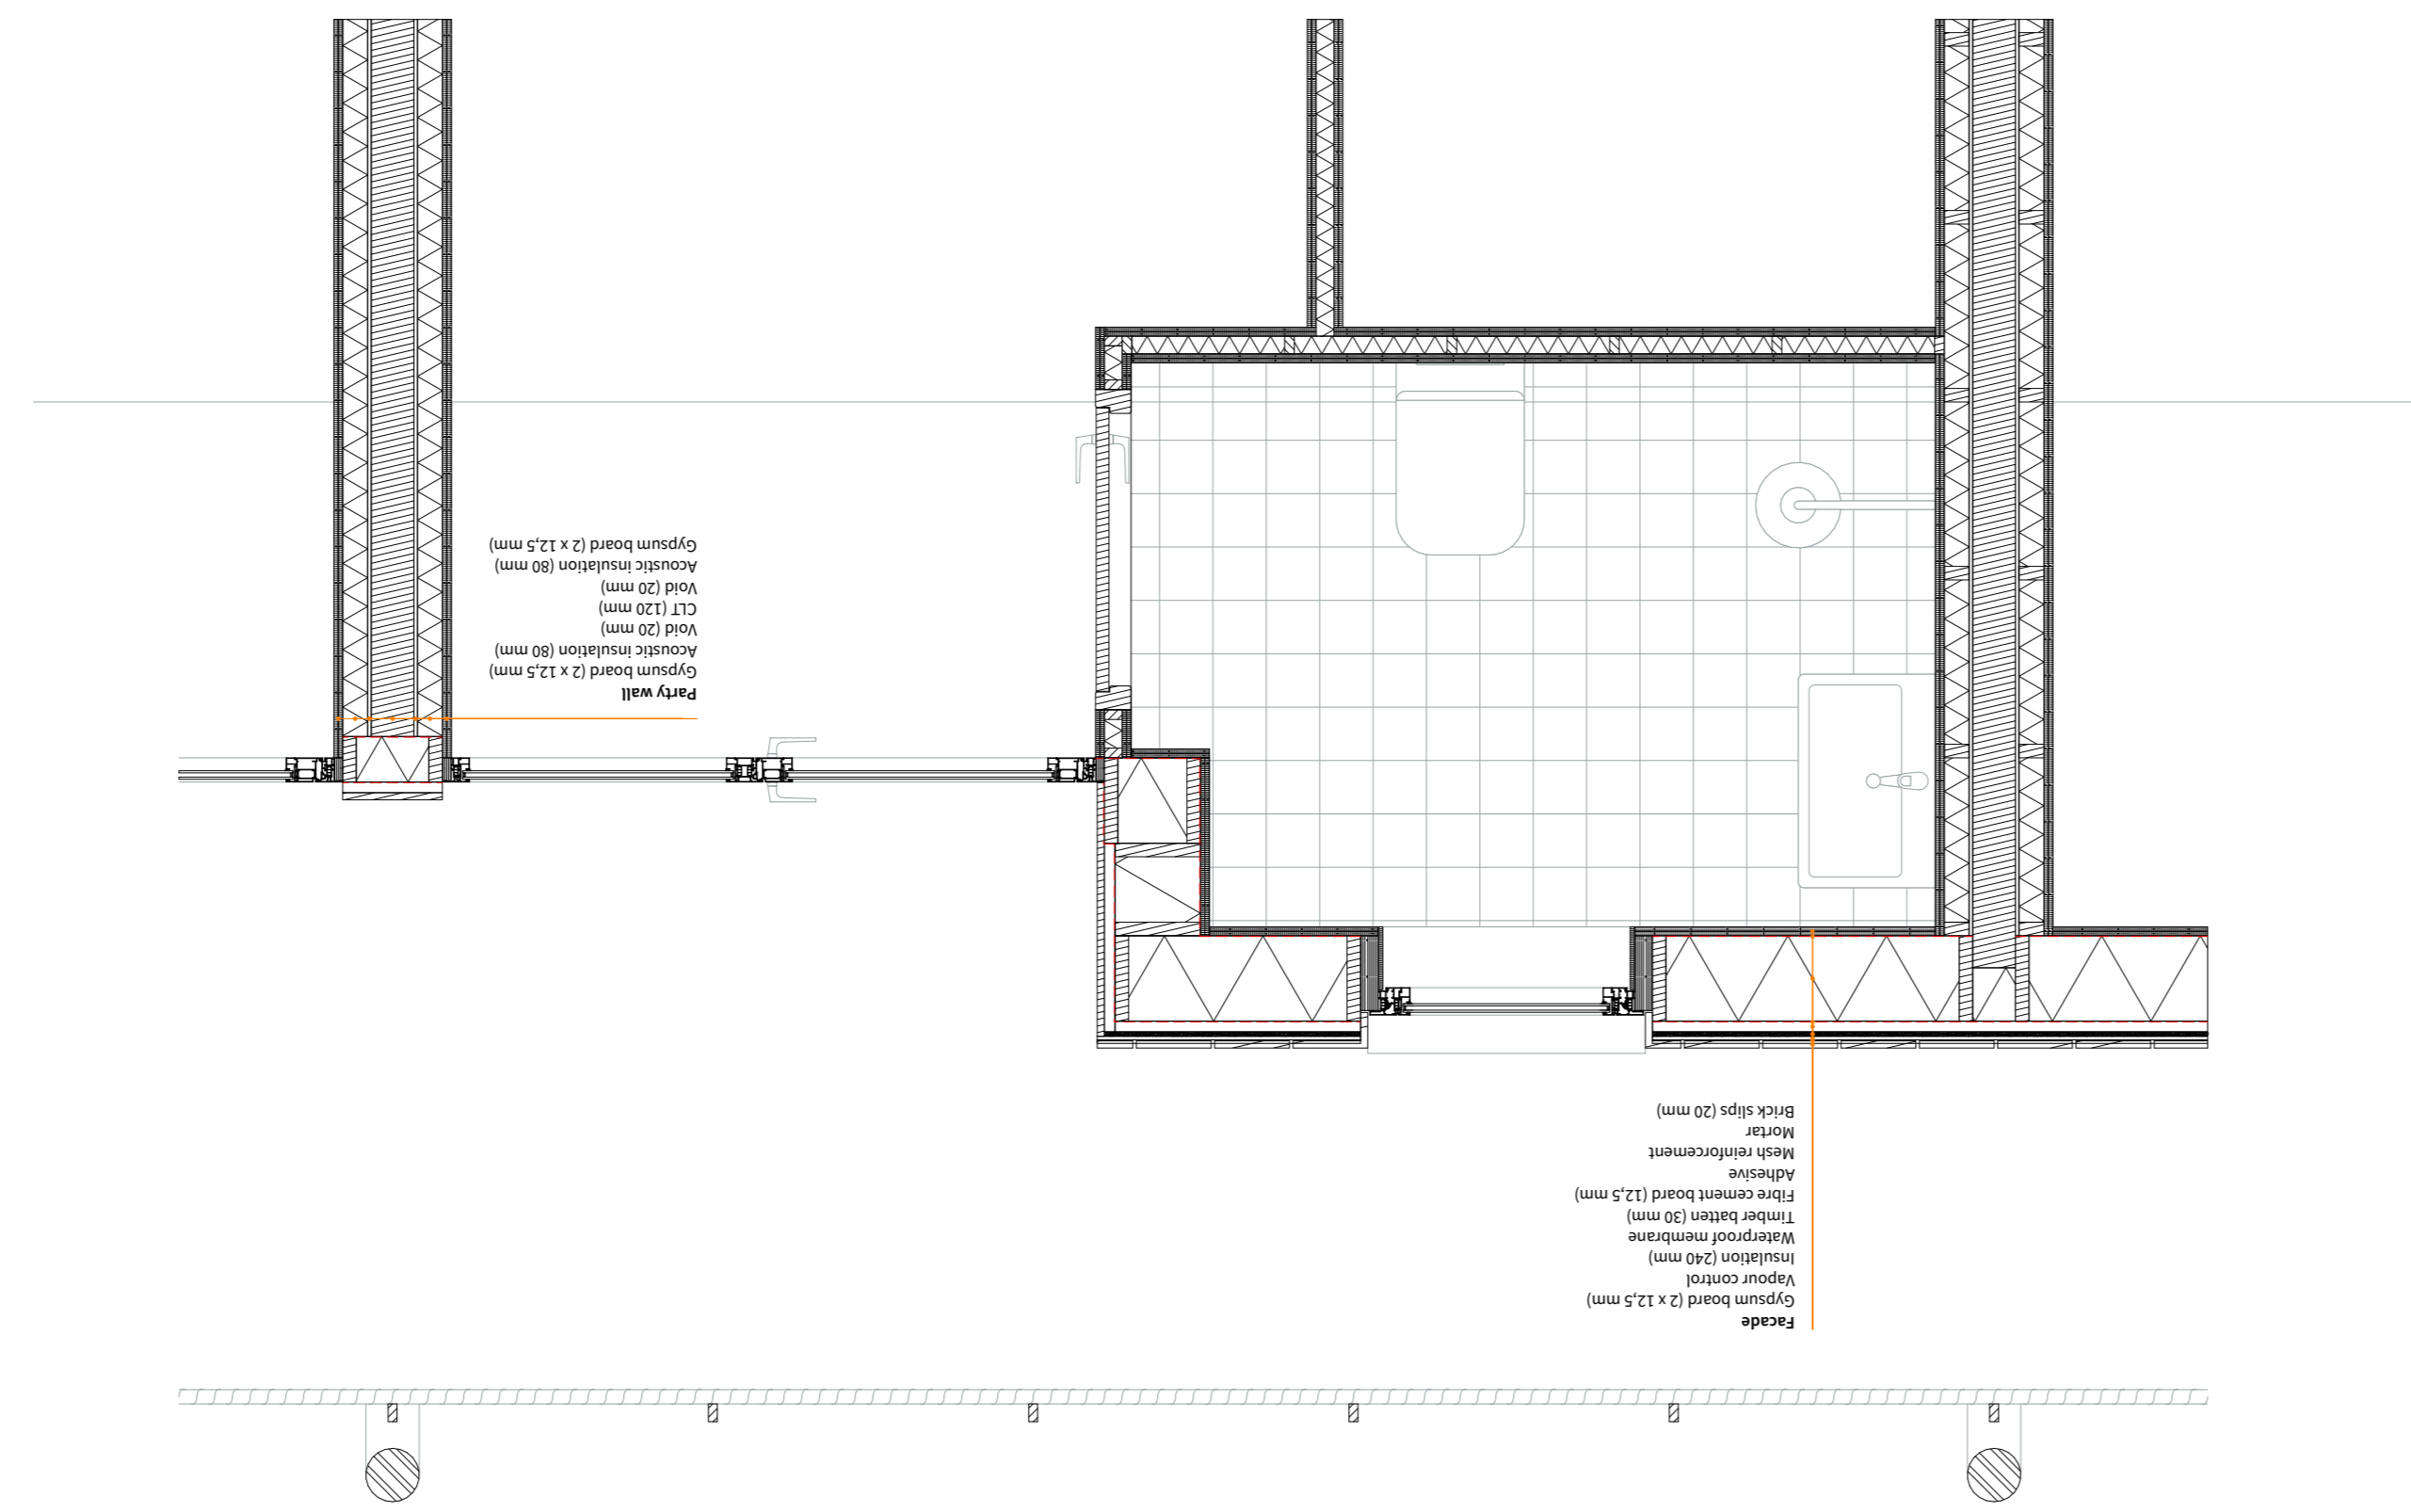 Facade
Gypsum board (2 x 12,5 mm)
Vapour control
Insulation (240 mm)
Waterproof membrane
Timber batten (30 mm)
Fibre cement board (12,5 mm)
Adhesive
Mesh reinforcement
Mortar
Brick slips (20 mm)
Party wall
Gypsum board (2 x 12,5 mm)
Acoustic insulation (80 mm)
Void (20 mm)
CLT (120 mm)
Void (20 mm)
Acoustic insulation (80 mm)
Gypsum board (2 x 12,5 mm)